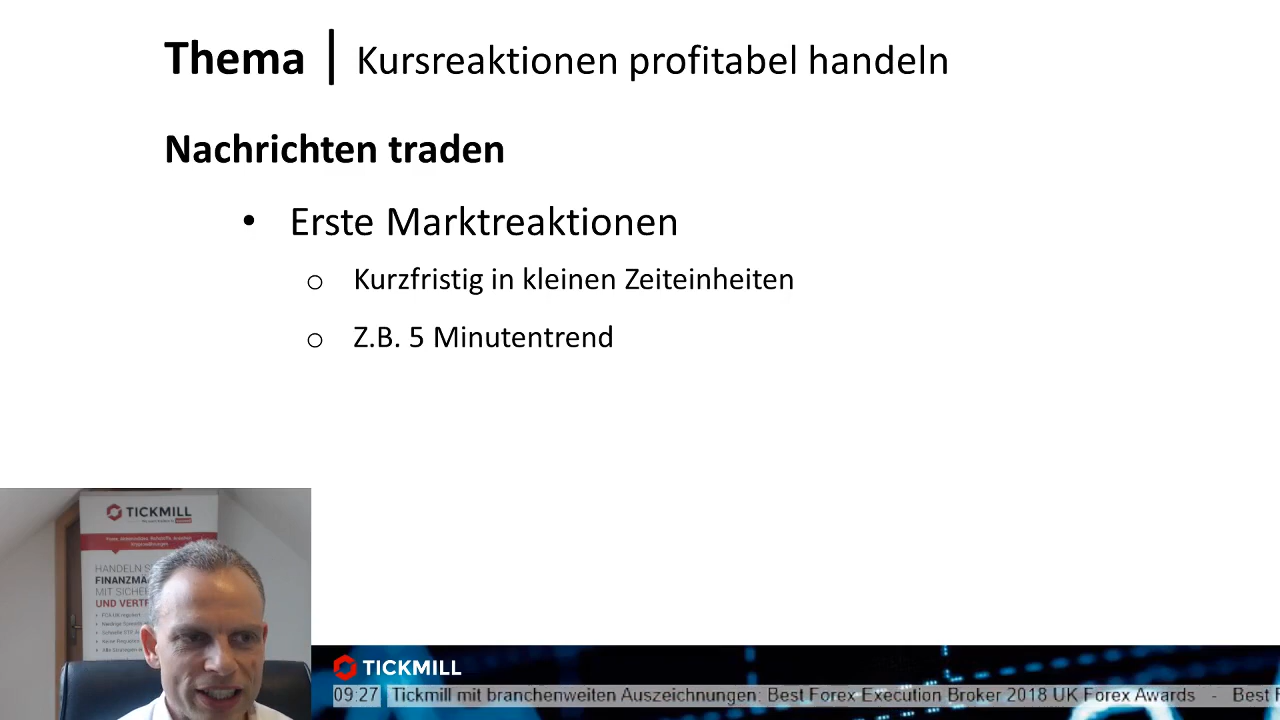 Thema | Kursreaktionen profitabel handeln
Nachrichten traden
• Erste Marktreaktionen
o Kurzfristig in kleinen Zeiteinheiten
o Z.B. 5 Minutentrend
TICKMILL
HANDELN S
FINANZMA
MIT SICHE
UND VERT
TICKMILL
09:27 Tickmill mit branchenweiten Auszeichnungen: Best Forex Execution Broker 2018 UK Forex Awards - Best F